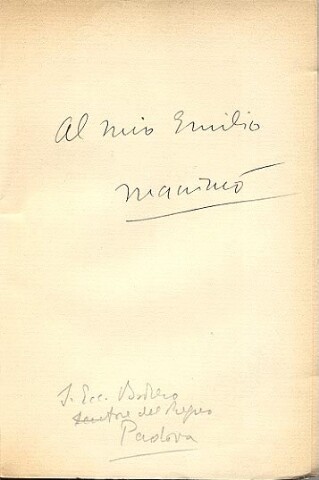 Al mio Emilio
S. Ecc. Bodrero
Senatore del Regno
Padova